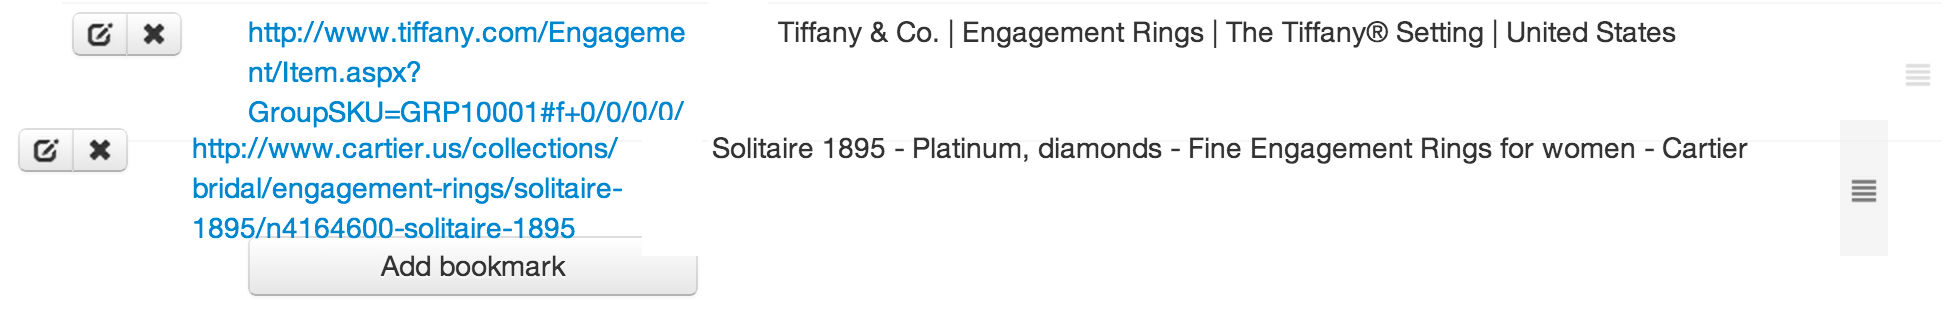 http://www.tiffany.com/Engageme
nt/Item.aspx?
GroupSKU=GRP10001#f+0/0/0/0/
Tiffany & Co. | Engagement Rings | The Tiffany® Setting | United States
http://www.cartier.us/collections/
bridal/engagement-rings/solitaire-
1895/n4164600-solitaire-1895
Solitaire 1895 - Platinum, diamonds - Fine Engagement Rings for women - Cartier
Add bookmark